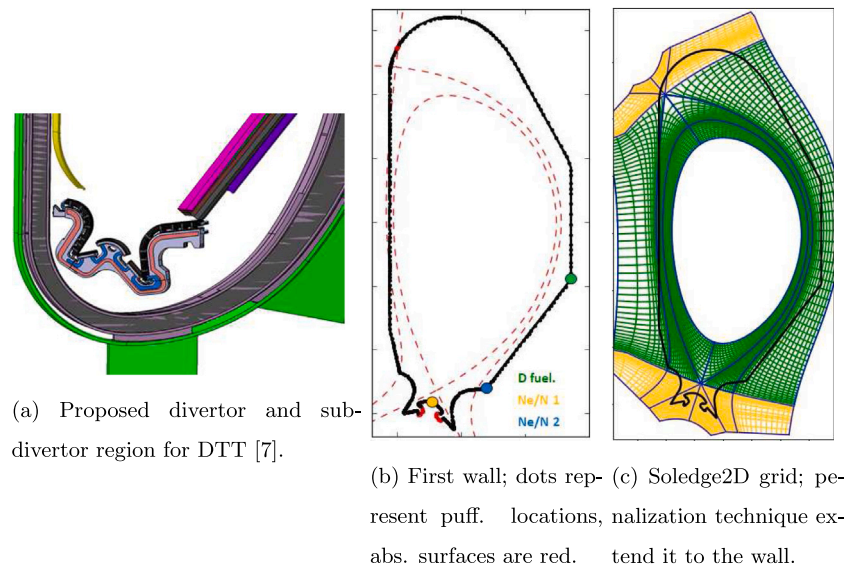 D fuel.
Ne/N 1
Ne/N 2
(a) Proposed divertor and sub-
divertor region for DTT [7].
(b) First wall; dots rep-
resent puff. locations,
abs. surfaces are red.
(c) Soledge2D grid; pe-
nalization technique ex-
tend it to the wall.